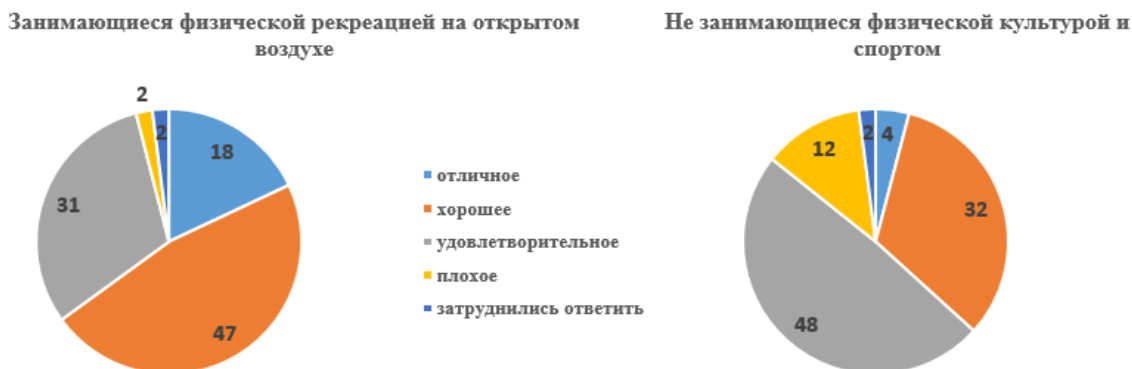 Занимающиеся физической рекреацией на открытом
воздухе
2
2
18
31
47
отличное
хорошее
удовлетворительное
плохое
затруднились ответить
Не занимающиеся физической культурой и
спортом
2
4
12
32
48